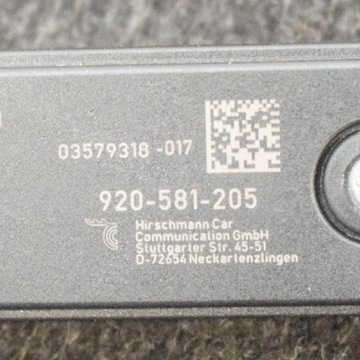 03579318 -017
920-581-205
Hirschmann Car
Communication GmbH
Stuttgarter Str. 45-51
D-72654 Neckartenzlingen